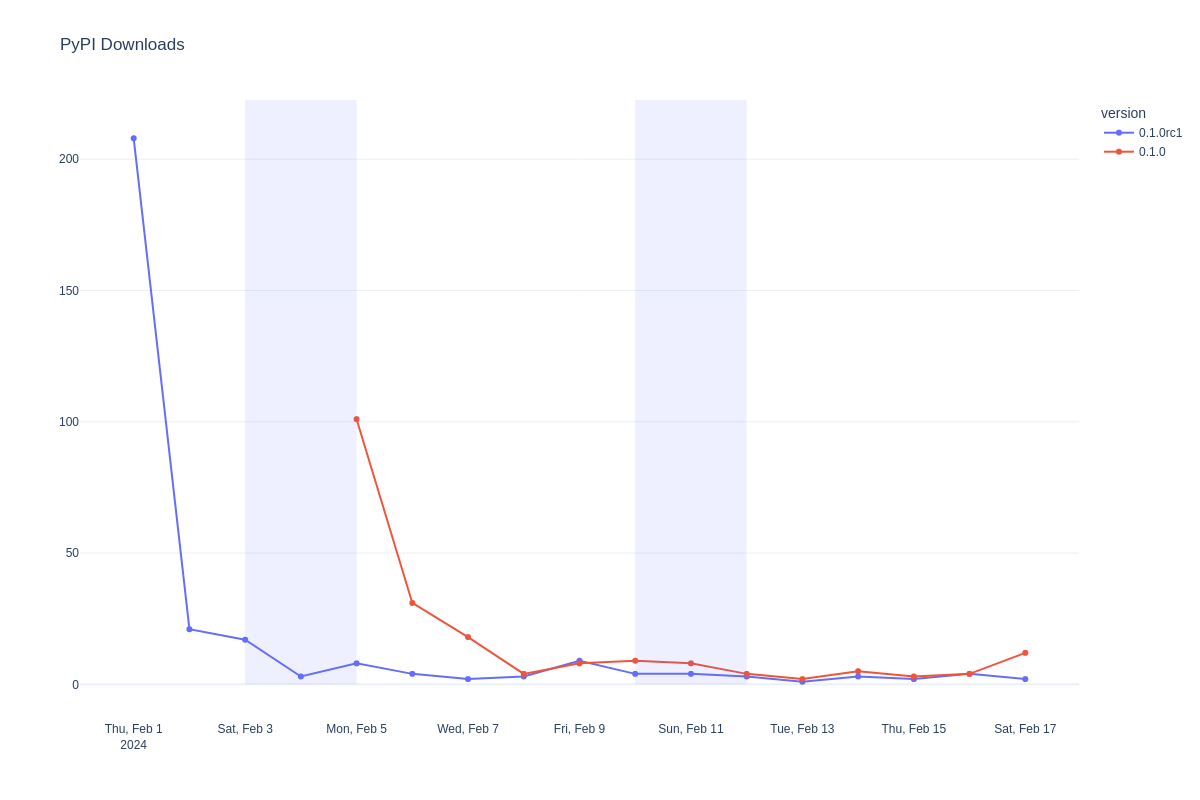 PyPI Downloads
version
0.1.0rc1
0.1.0
200
150
100
50
0
Thu, Feb 1
2024
Sat, Feb 3
Mon, Feb 5
Wed, Feb 7
Fri, Feb 9
Sun, Feb 11
Tue, Feb 13
Thu, Feb 15
Sat, Feb 17